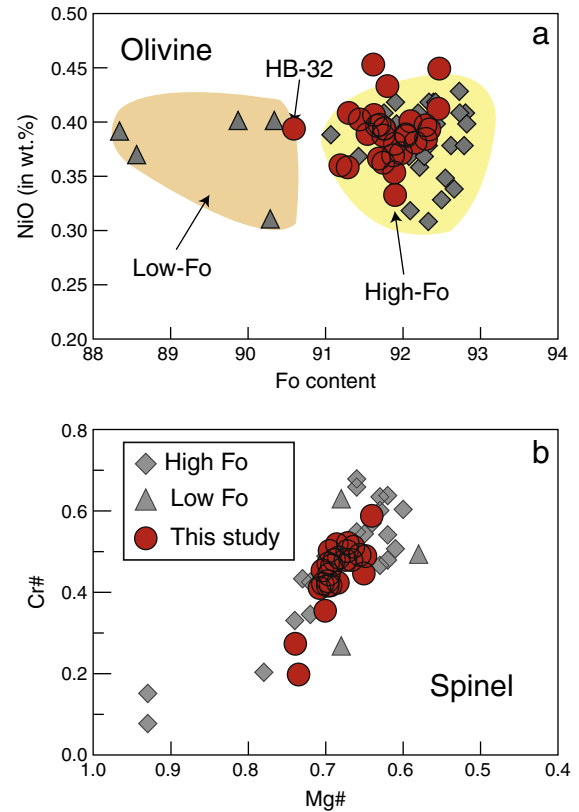 a
Olivine
HB-32
Low-Fo
High-Fo
NiO (in wt.%)
0.50
0.45
0.40
0.35
0.30
0.25
0.20
88 89 90 91 92 93 94
Fo content
b
High Fo
Low Fo
This study
Spinel
Cr#
0.8
0.6
0.4
0.2
0.0
1.0 0.9 0.8 0.7 0.6 0.5 0.4
Mg#